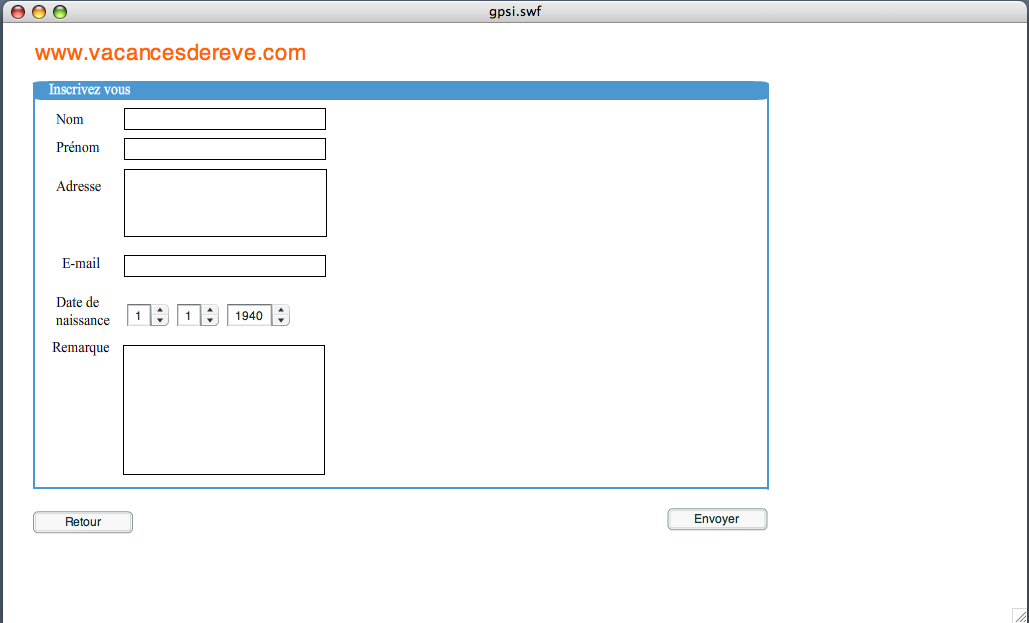 gpsi.swf
www.vacancesdereve.com
Inscrivez vous
Nom
Prénom
Adresse
E-mail
Date de
naissance
1 1 1940
Remarque
Retour
Envoyer